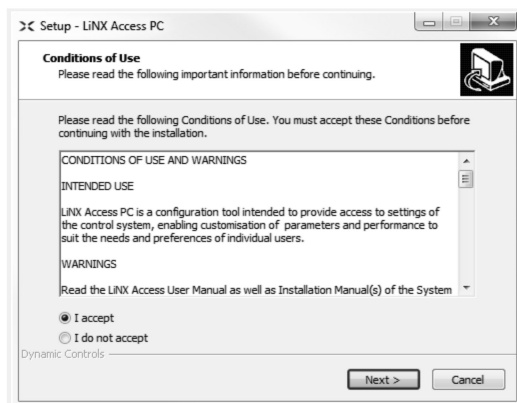 Setup - LiNX Access PC
Conditions of Use
Please read the following important information before continuing.
Please read the following Conditions of Use. You must accept these Conditions before
continuing with the installation.
CONDITIONS OF USE AND WARNINGS
INTENDED USE
LiNX Access PC is a configuration tool intended to provide access to settings of
the control system, enabling customisation of parameters and performance to
suit the needs and preferences of individual users.
WARNINGS
Read the LiNX Access User Manual as well as Installation Manual(s) of the System
I accept
I do not accept
Dynamic Controls
Next >
Cancel